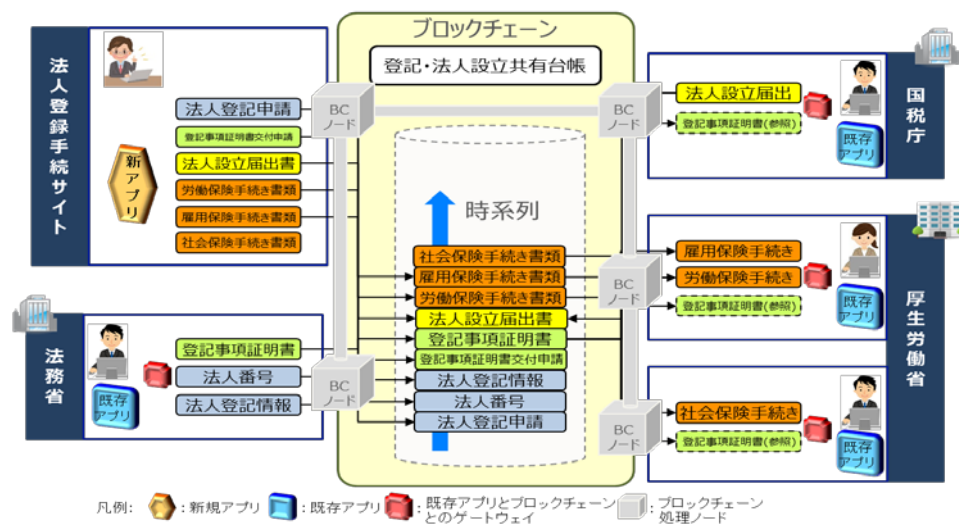 ブロックチェーン
登記・法人設立共有台帳
法人登録手続サイト
法人登記申請
登記事項証明書交付申請
法人設立届出書
労働保険手続き書類
雇用保険手続き書類
社会保険手続き書類
新アプリ
BC
ノード
法務省
登記事項証明書
法人番号
法人登記情報
既存
アプリ
BC
ノード
時系列
社会保険手続き書類
雇用保険手続き書類
労働保険手続き書類
法人設立届出書
登記事項証明書
登記事項証明書交付申請
法人登記情報
法人番号
法人登記申請
BC
ノード
法人設立届出
登記事項証明書(参照)
既存
アプリ
国税庁
BC
ノード
雇用保険手続き
労働保険手続き
登記事項証明書(参照)
既存
アプリ
厚生労働省
BC
ノード
社会保険手続き
登記事項証明書(参照)
既存
アプリ
凡例:
:新規アプリ
:既存アプリ
:既存アプリとブロックチェーン
とのゲートウェイ
:ブロックチェーン
処理ノード